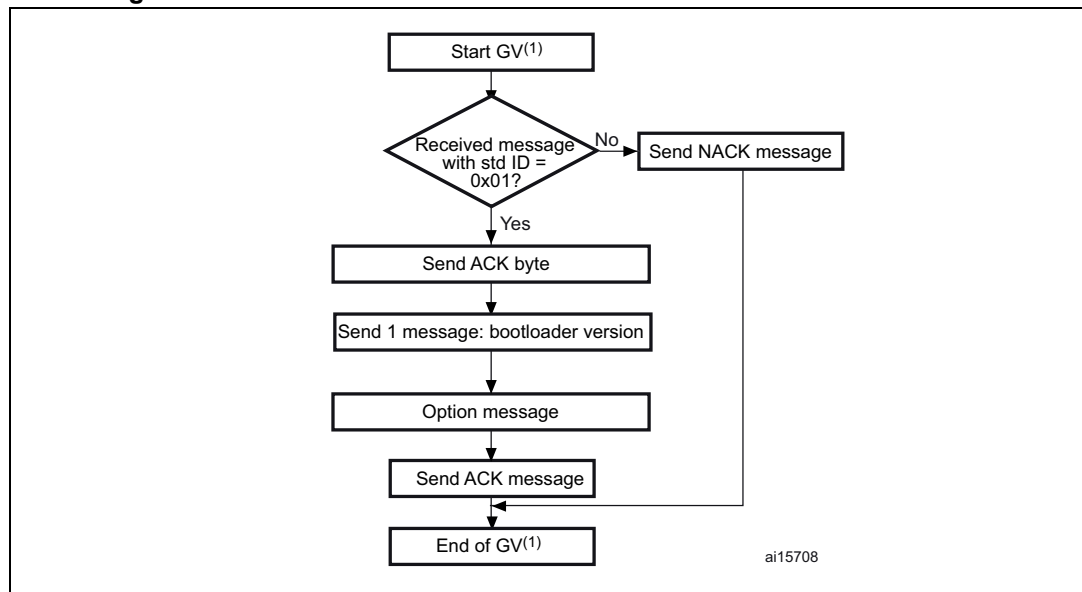 Start GV(1)
Received message
with std ID =
0x01?
No
Send NACK message
Yes
Send ACK byte
Send 1 message: bootloader version
Option message
Send ACK message
End of GV(1)
ai15708